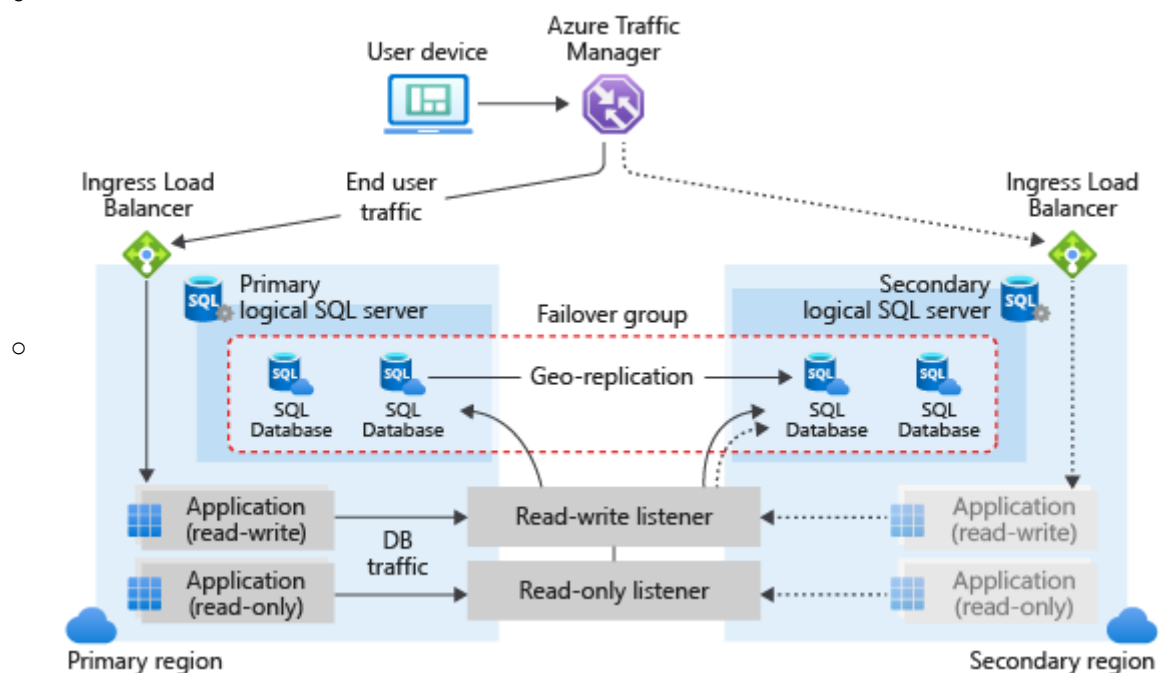 User device
Azure Traffic
Manager
Ingress Load
Balancer
End user
traffic
Ingress Load
Balancer
SQL
Primary
logical SQL server
Failover group
Secondary
logical SQL server
SQL
SQL
SQL
Database
SQL
SQL
Database
Geo-replication
SQL
SQL
Database
SQL
SQL
Database
Application
(read-write)
DB
traffic
Read-write listener
Application
(read-write)
Application
(read-only)
Read-only listener
Application
(read-only)
Primary region
Secondary region